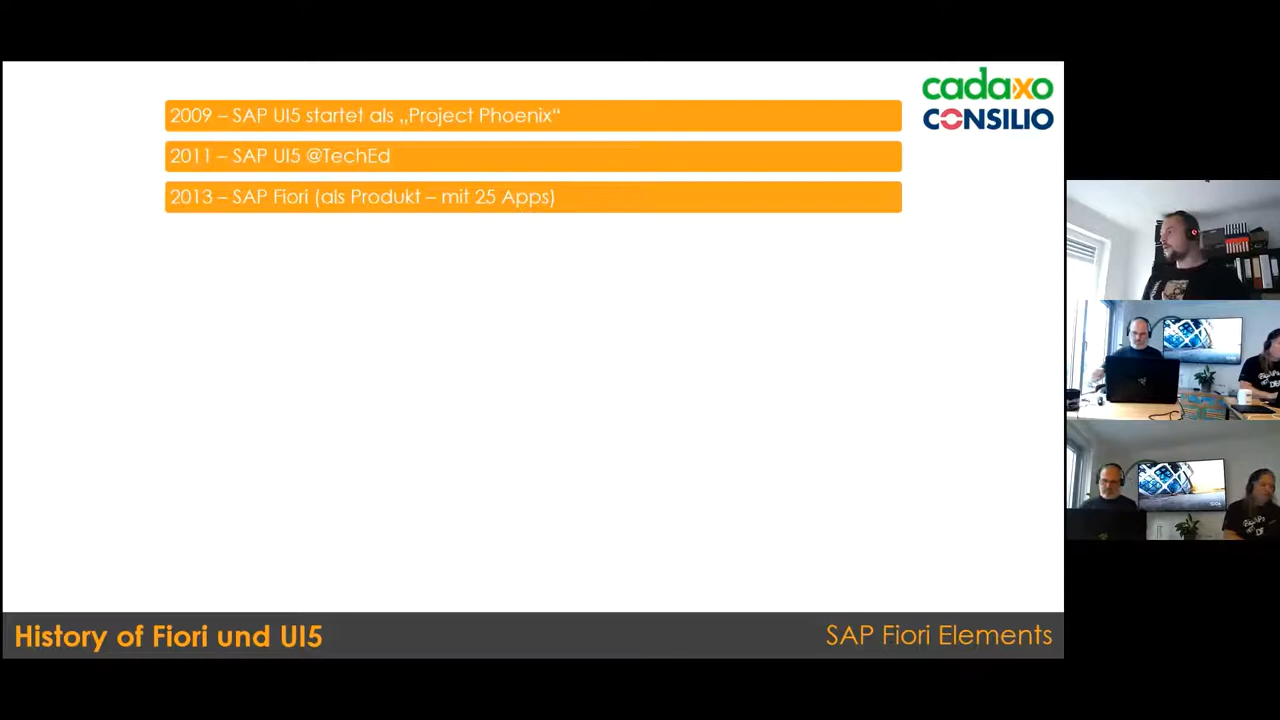 cadaxo
CONSILIO
2009 – SAP UI5 startet als „Project Phoenix“
2011 – SAP UI5 @TechEd
2013 – SAP Fiori (als Produkt – mit 25 Apps)
History of Fiori und UI5
SAP Fiori Elements